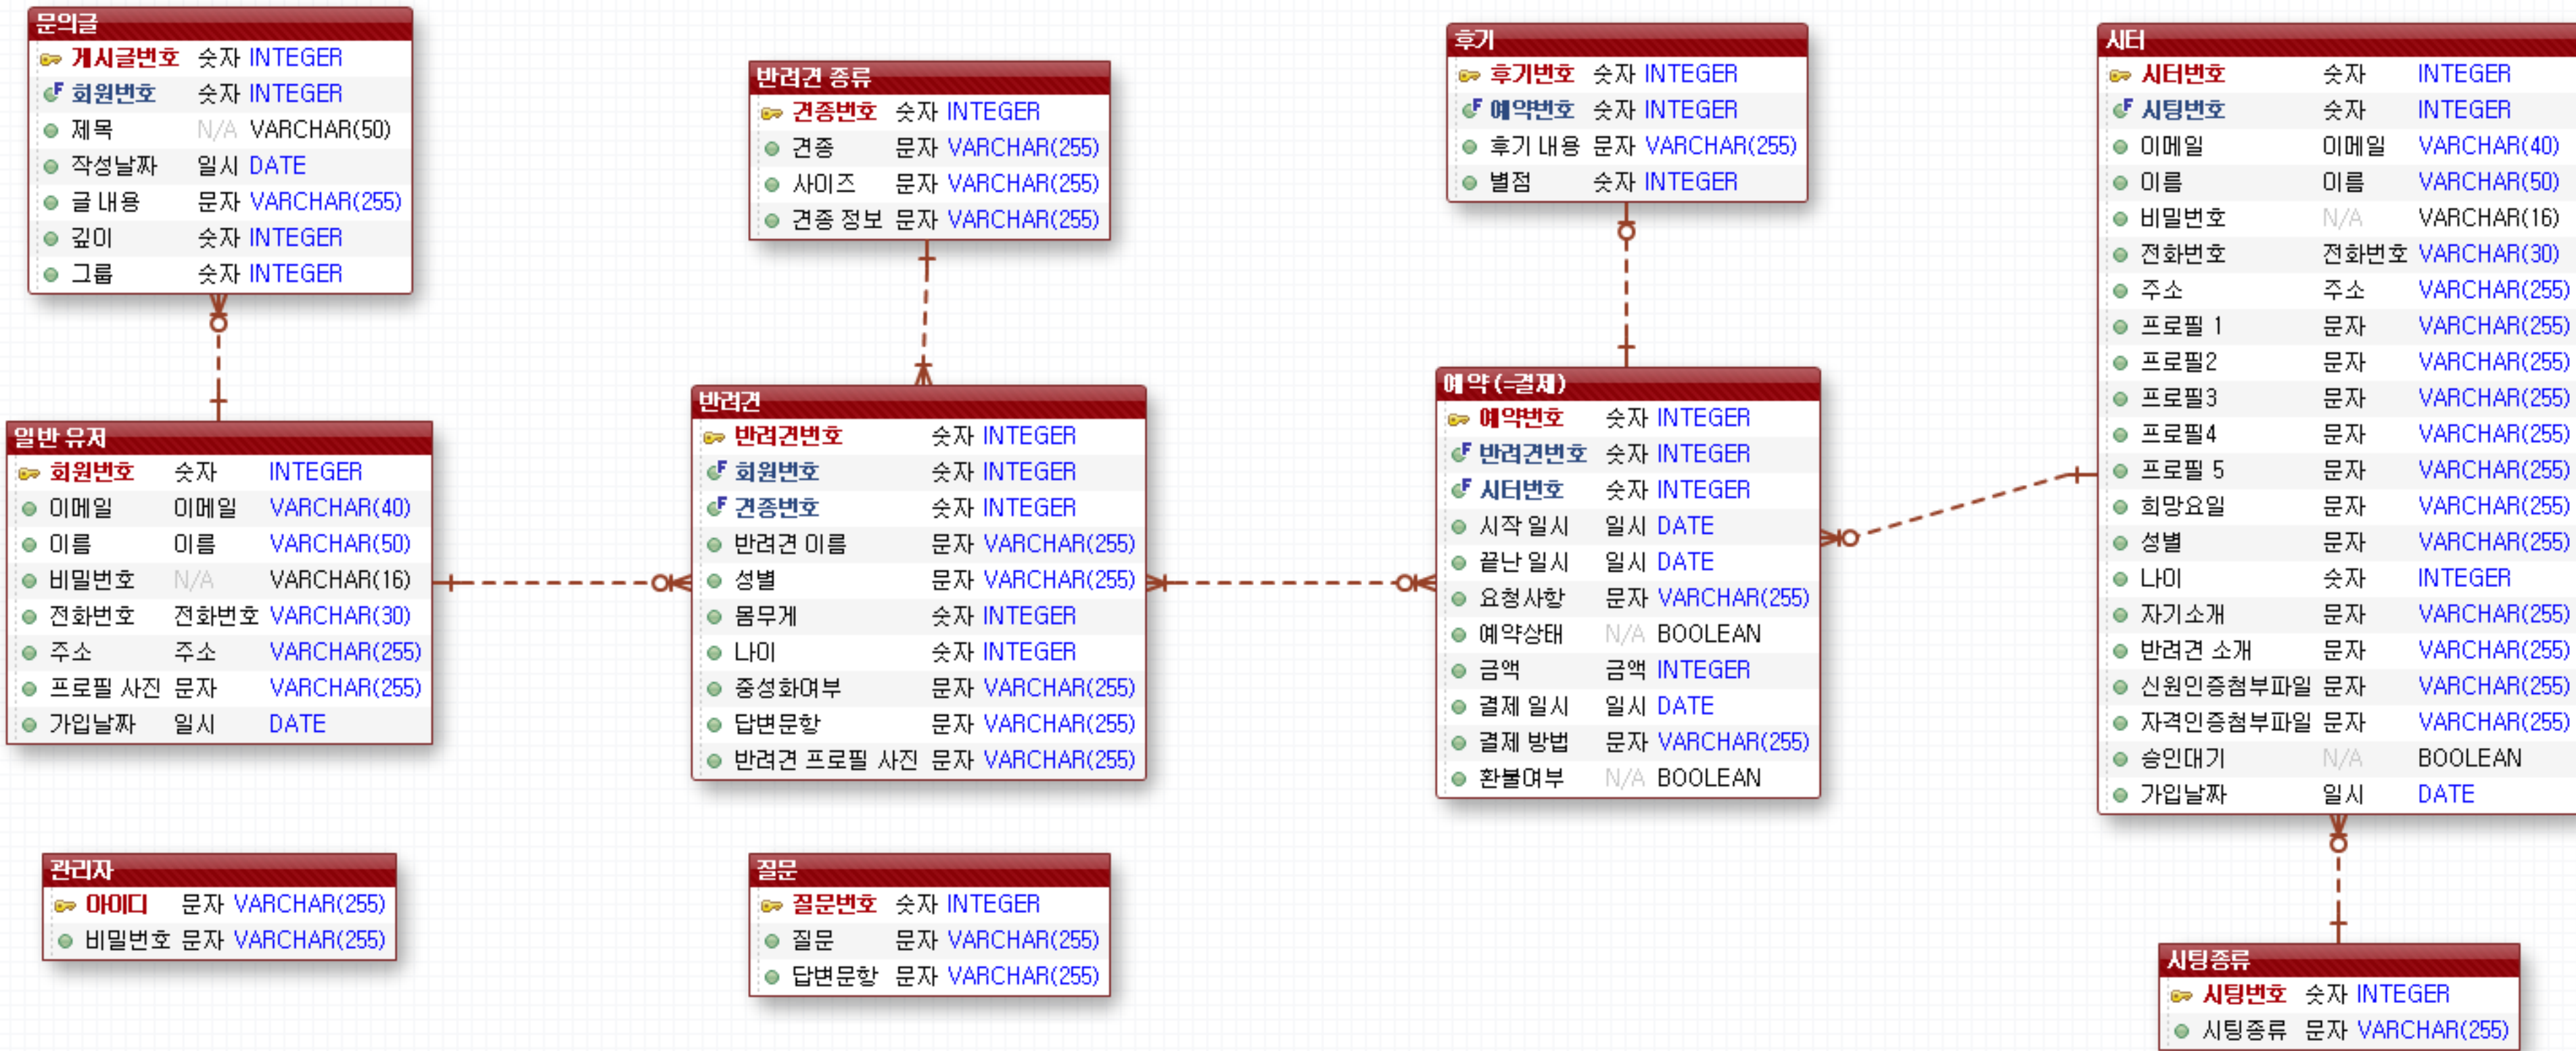 문의글
게시글번호 숫자 INTEGER
회원번호 숫자 INTEGER
제목 N/A VARCHAR(50)
작성날짜 일시 DATE
글 내용 문자 VARCHAR(255)
깊이 숫자 INTEGER
그룹 숫자 INTEGER
반려견 종류
견종번호 숫자 INTEGER
견종 문자 VARCHAR(255)
사이즈 문자 VARCHAR(255)
견종 정보 문자 VARCHAR(255)
후기
후기번호 숫자 INTEGER
예약번호 숫자 INTEGER
후기 내용 문자 VARCHAR(255)
별점 숫자 INTEGER
시터
시터번호 숫자 INTEGER
시팅번호 숫자 INTEGER
이메일 이메일 VARCHAR(40)
이름 이름 VARCHAR(50)
비밀번호 N/A VARCHAR(16)
전화번호 전화번호 VARCHAR(30)
주소 주소 VARCHAR(255)
프로필 1 문자 VARCHAR(255)
프로필2 문자 VARCHAR(255)
프로필3 문자 VARCHAR(255)
프로필4 문자 VARCHAR(255)
프로필 5 문자 VARCHAR(255)
희망요일 문자 VARCHAR(255)
성별 문자 VARCHAR(255)
나이 숫자 INTEGER
자기소개 문자 VARCHAR(255)
반려견 소개 문자 VARCHAR(255)
신원인증첨부파일 문자 VARCHAR(255)
자격인증첨부파일 문자 VARCHAR(255)
승인대기 N/A BOOLEAN
가입날짜 일시 DATE
일반 유저
회원번호 숫자 INTEGER
이메일 이메일 VARCHAR(40)
이름 이름 VARCHAR(50)
비밀번호 N/A VARCHAR(16)
전화번호 전화번호 VARCHAR(30)
주소 주소 VARCHAR(255)
프로필 사진 문자 VARCHAR(255)
가입날짜 일시 DATE
반려견
반려견번호 숫자 INTEGER
회원번호 숫자 INTEGER
견종번호 숫자 INTEGER
반려견 이름 문자 VARCHAR(255)
성별 문자 VARCHAR(255)
몸무게 숫자 INTEGER
나이 숫자 INTEGER
중성화여부 문자 VARCHAR(255)
답변문항 문자 VARCHAR(255)
반려견 프로필 사진 문자 VARCHAR(255)
예약 (=결제)
예약번호 숫자 INTEGER
반려견번호 숫자 INTEGER
시터번호 숫자 INTEGER
시작 일시 일시 DATE
끝난 일시 일시 DATE
요청사항 문자 VARCHAR(255)
예약상태 N/A BOOLEAN
금액 금액 INTEGER
결제 일시 일시 DATE
결제 방법 문자 VARCHAR(255)
환불여부 N/A BOOLEAN
관리자
아이디 문자 VARCHAR(255)
비밀번호 문자 VARCHAR(255)
질문
질문번호 숫자 INTEGER
질문 문자 VARCHAR(255)
답변문항 문자 VARCHAR(255)
시팅종류
시팅번호 숫자 INTEGER
시팅종류 문자 VARCHAR(255)